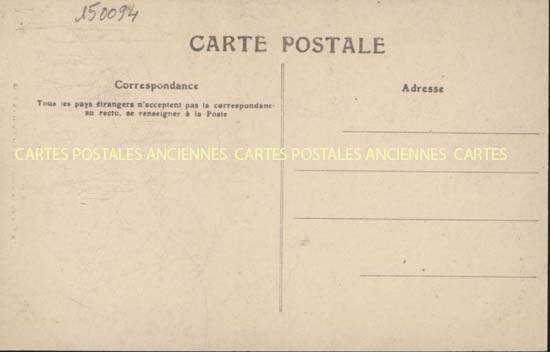 150094
CARTE POSTALE
Correspondance
Tous les pays étrangers n'acceptent pas la correspondance
au recto, se renseigner à la Poste
Adresse
CARTES POSTALES ANCIENNES CARTES POSTALES ANCIENNES CARTES